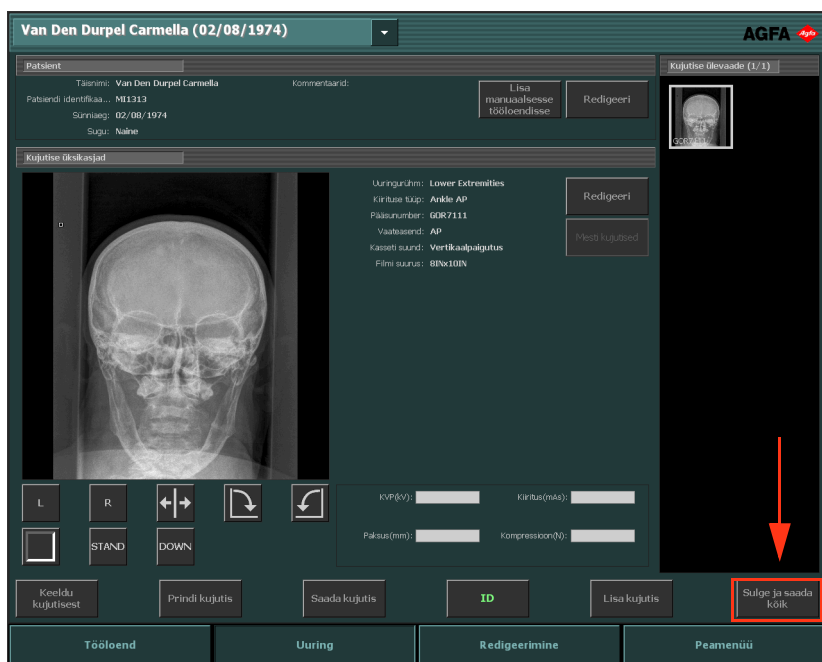 Van Den Durpel Carmella (02/08/1974)
AGFA Agfa
Patsient
Täisnimi: Van Den Durpel Carmella
Kommentaarid:
Patsiendi identifikaa... MI1313
Sünniaeg: 02/08/1974
Sugu: Naine
Lisa
manuaalsesse
tööloendisse
Redigeeri
Kujutise ülevaade (1/1)
GOR7111/
Kujutise üksikasjad
Uuringurühm: Lower Extremities
Kiirituse tüüp: Ankle AP
Pääsunumber: GOR7111
Vaateasend: AP
Kasseti suund: Vertikaalpaigutus
Filmi suurus: 8INx10IN
Redigeeri
Mesti kujutised
L
R
STAND
DOWN
KVP(kV):
Kiiritus(mAs):
Paksus(mm):
Kompressioon(N):
Keeldu
kujutisest
Prindi kujutis
Saada kujutis
ID
Lisa kujutis
Sulge ja saada
kõik
Tööloend
Uuring
Redigeerimine
Peamenüü